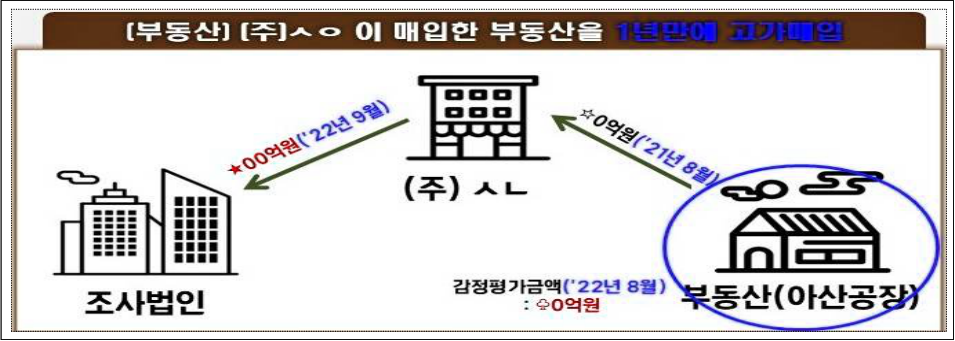 [부동산] (주)ㅅㅇ 이 매입한 부동산을 1년만에 고가매입
★00억원('22년 9월)
☆0억원('21년 8월)
(주) ㅅㄴ
조사법인
감정평가금액('22년 8월)
: ♧0억원
부동산(아산공장)